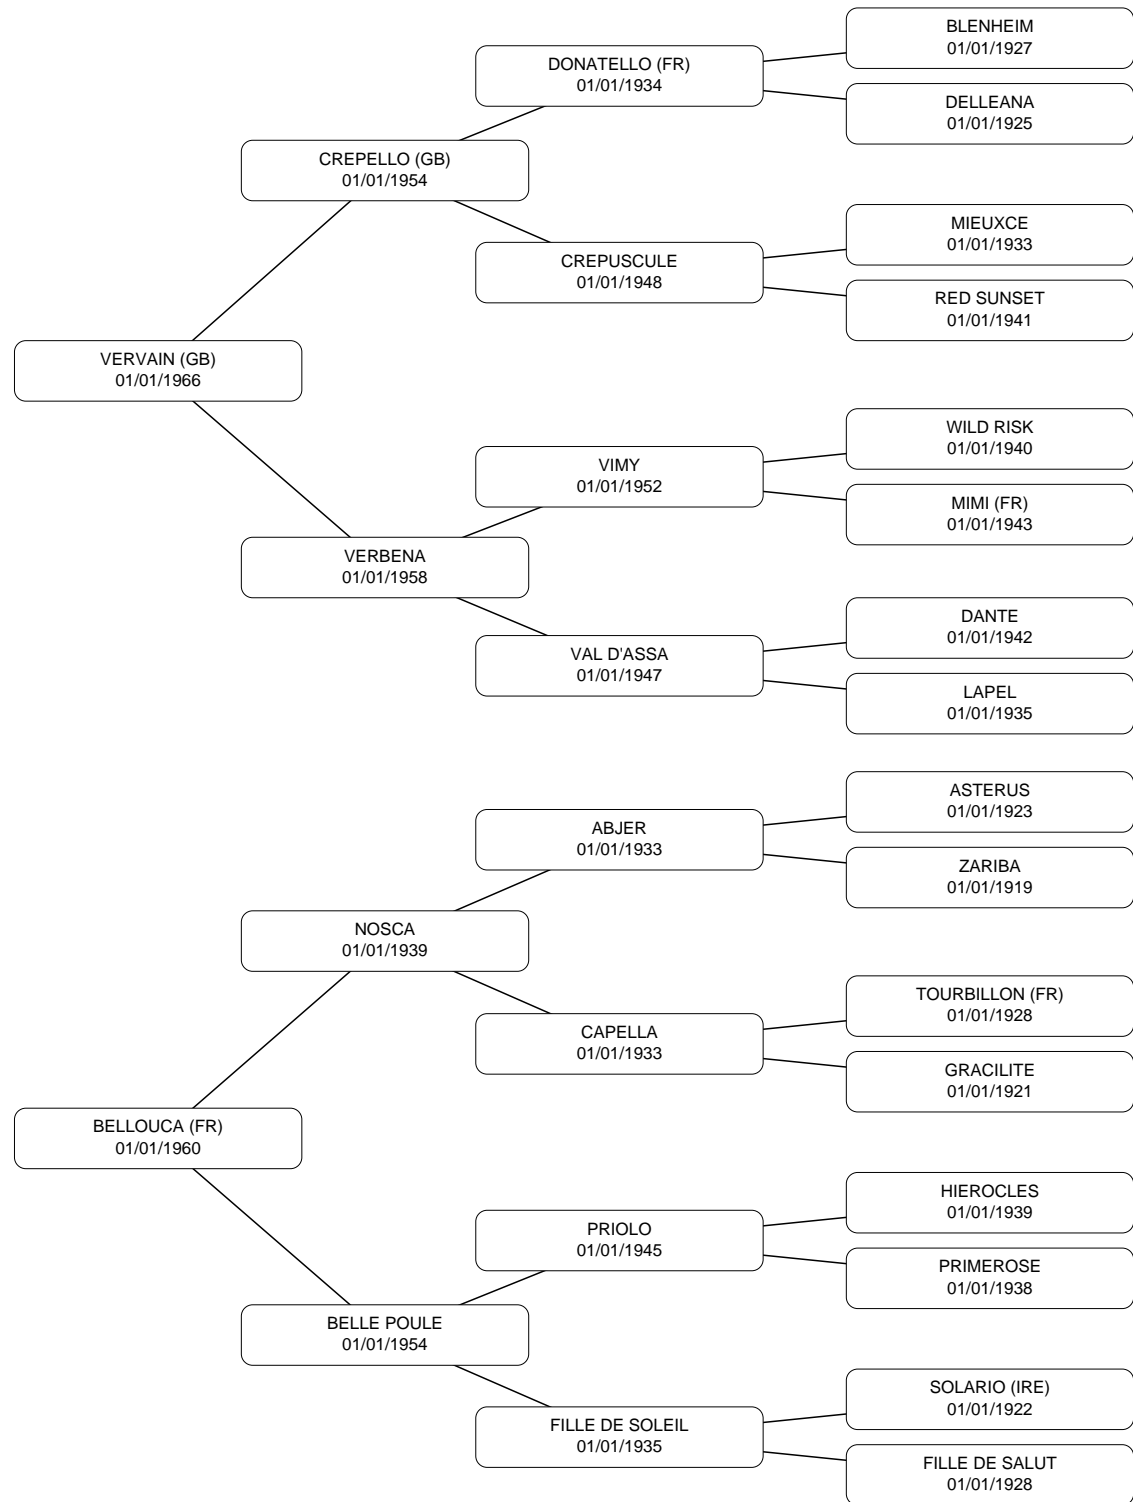 BLENHEIM
01/01/1927
DONATELLO (FR)
01/01/1934
DELLEANA
01/01/1925
CREPELLO (GB)
01/01/1954
MIEUXCE
01/01/1933
CREPUSCULE
01/01/1948
RED SUNSET
01/01/1941
VERVAIN (GB)
01/01/1966
WILD RISK
01/01/1940
VIMY
01/01/1952
MIMI (FR)
01/01/1943
VERBENA
01/01/1958
DANTE
01/01/1942
VAL D'ASSA
01/01/1947
LAPEL
01/01/1935
ASTERUS
01/01/1923
ABJER
01/01/1933
ZARIBA
01/01/1919
NOSCA
01/01/1939
TOURBILLON (FR)
01/01/1928
CAPELLA
01/01/1933
GRACILITE
01/01/1921
BELLOUCA (FR)
01/01/1960
HIEROCLES
01/01/1939
PRIOLO
01/01/1945
PRIMEROSE
01/01/1938
BELLE POULE
01/01/1954
SOLARIO (IRE)
01/01/1922
FILLE DE SOLEIL
01/01/1935
FILLE DE SALUT
01/01/1928